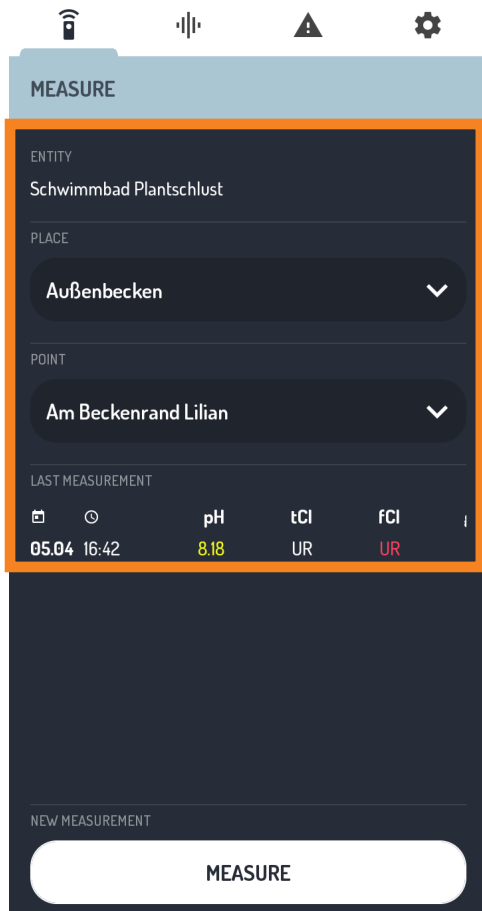 MEASURE
ENTITY
Schwimmbad Plantschlust
PLACE
Außenbecken
POINT
Am Beckenrand Lilian
LAST MEASUREMENT
pH tCl fCl
05.04 16:42 8.18 UR UR
NEW MEASUREMENT
MEASURE